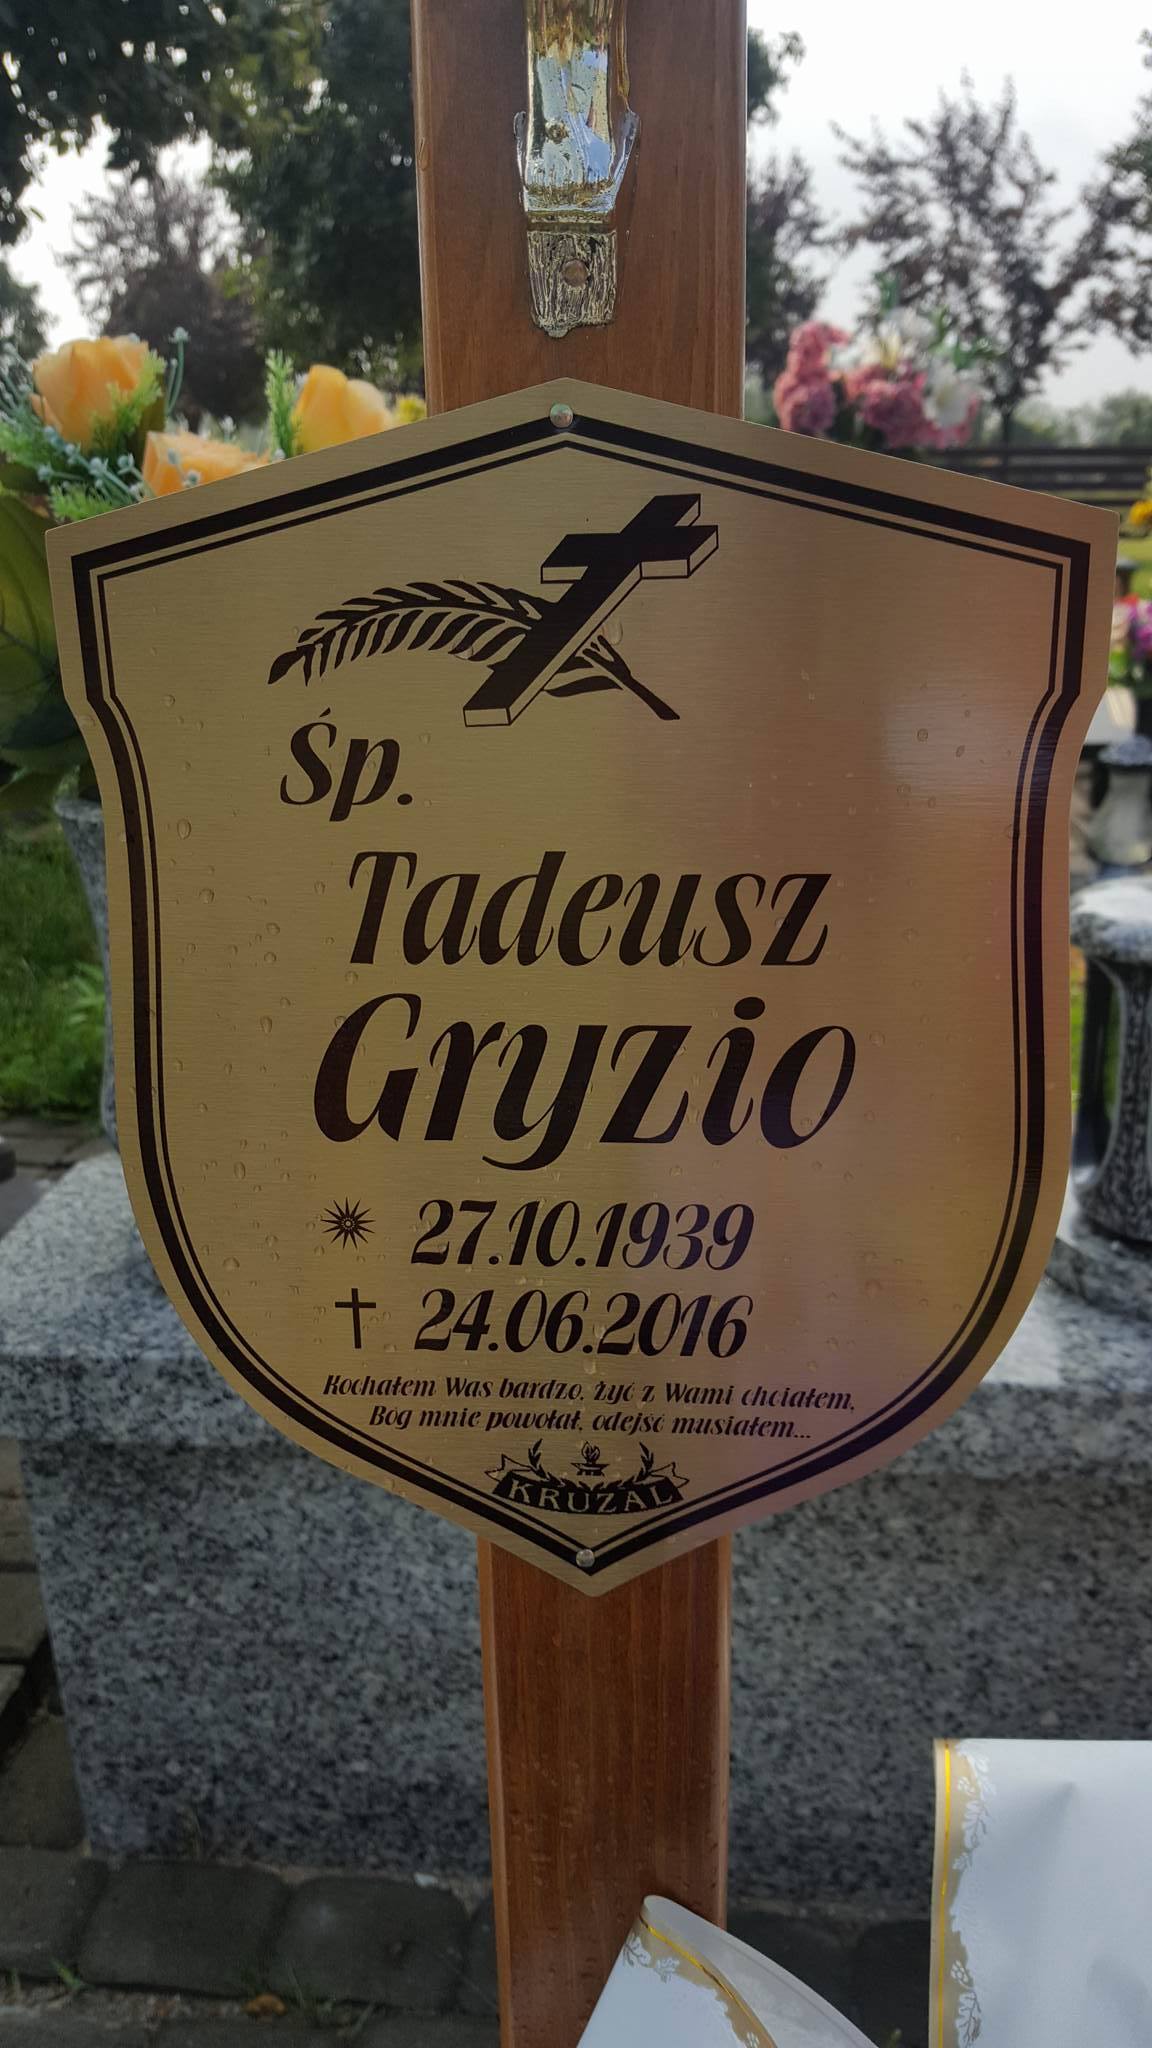 Śp.
Tadeusz
Gryzio
27.10.1939
24.06.2016
Kochałem Was bardzo, żyć z Wami chciałem,
Bóg mnie powołał, odejść musiałem...
KRUZAL